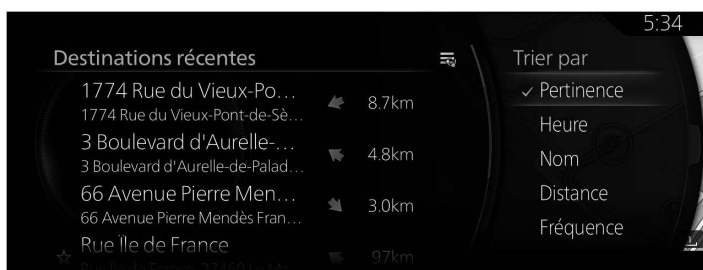 5:34
Destinations récentes
Trier par
1774 Rue du Vieux-Po...
1774 Rue du Vieux-Pont-de-Sè...
8.7km
3 Boulevard d'Aurelle-...
3 Boulevard d'Aurelle-de-Palad...
4.8km
66 Avenue Pierre Men...
66 Avenue Pierre Mendès Fran...
3.0km
Rue Île de France
97km
✓ Pertinence
Heure
Nom
Distance
Fréquence